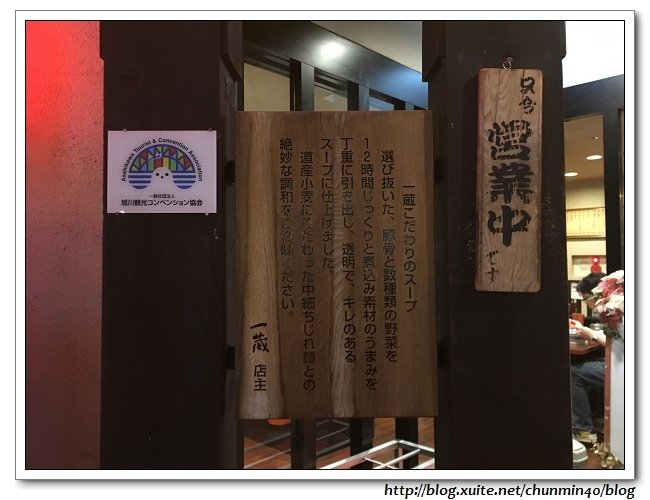 Asahikawa Tourist & Convention Association
一般社団法人
旭川観光コンベンション協会
一蔵こだわりのスープ
選び抜いた、豚骨と数種類の野菜を
12時間じっくりと煮込み素材のうまみを
丁重に引き出し、透明で、キレのある
スープに仕上げました。
道産小麦にこだわった中細ちぢれ麺との
絶妙な調和をご賞味ください。
一蔵 店主
只今
營業中
です
http://blog.xuite.net/chunmin40/blog